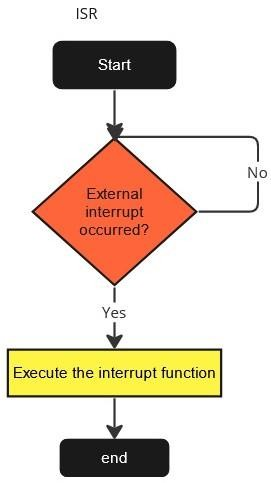 ISR
Start
External
interrupt
occurred?
No
Yes
Execute the interrupt function
end